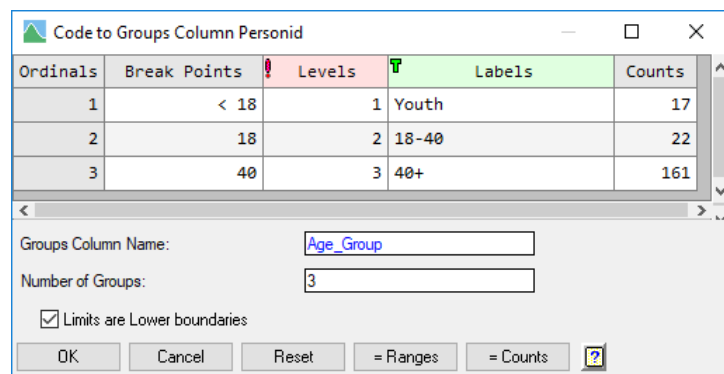 Code to Groups Column Personid
Ordinals Break Points Levels Labels Counts
1 < 18 1 Youth 17
2 18 2 18-40 22
3 40 3 40+ 161
Groups Column Name: Age_Group
Number of Groups: 3
Limits are Lower boundaries
OK Cancel Reset = Ranges = Counts ?